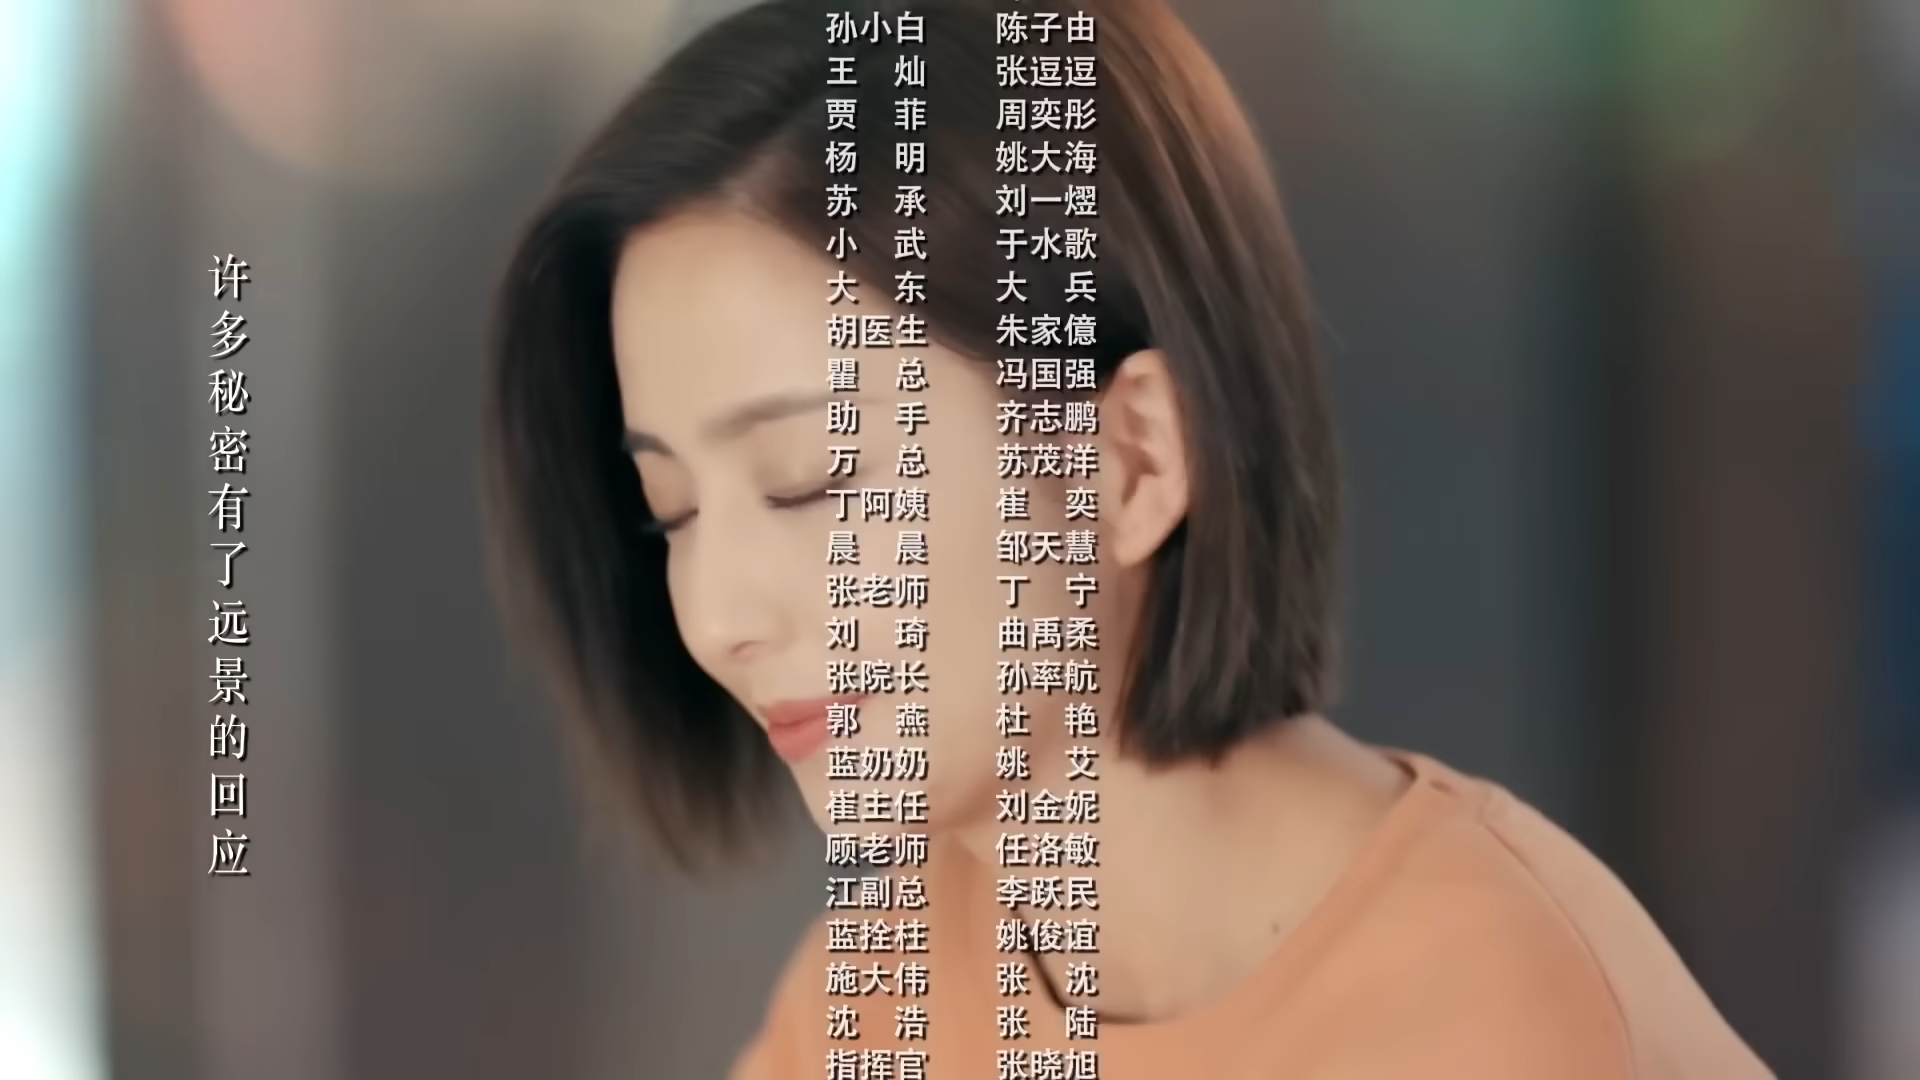 许多秘密有了远景的回应
孙小白 陈子由
王灿 张逗逗
贾菲 周奕彤
杨明 姚大海
苏承 刘一熠
小武 于水歌
大东 大兵
胡医生 朱家億
瞿总 冯国强
助手 齐志鹏
万总 苏茂洋
丁阿姨 崔奕
晨晨 邹天慧
张老师 丁宁
刘琦 曲禹柔
张院长 孙率航
郭燕 杜艳
蓝奶奶 姚艾
崔主任 刘金妮
顾老师 任洛敏
江副总 李跃民
蓝拴柱 姚俊谊
施大伟 张沈
沈浩 张陆
指挥官 张晓旭